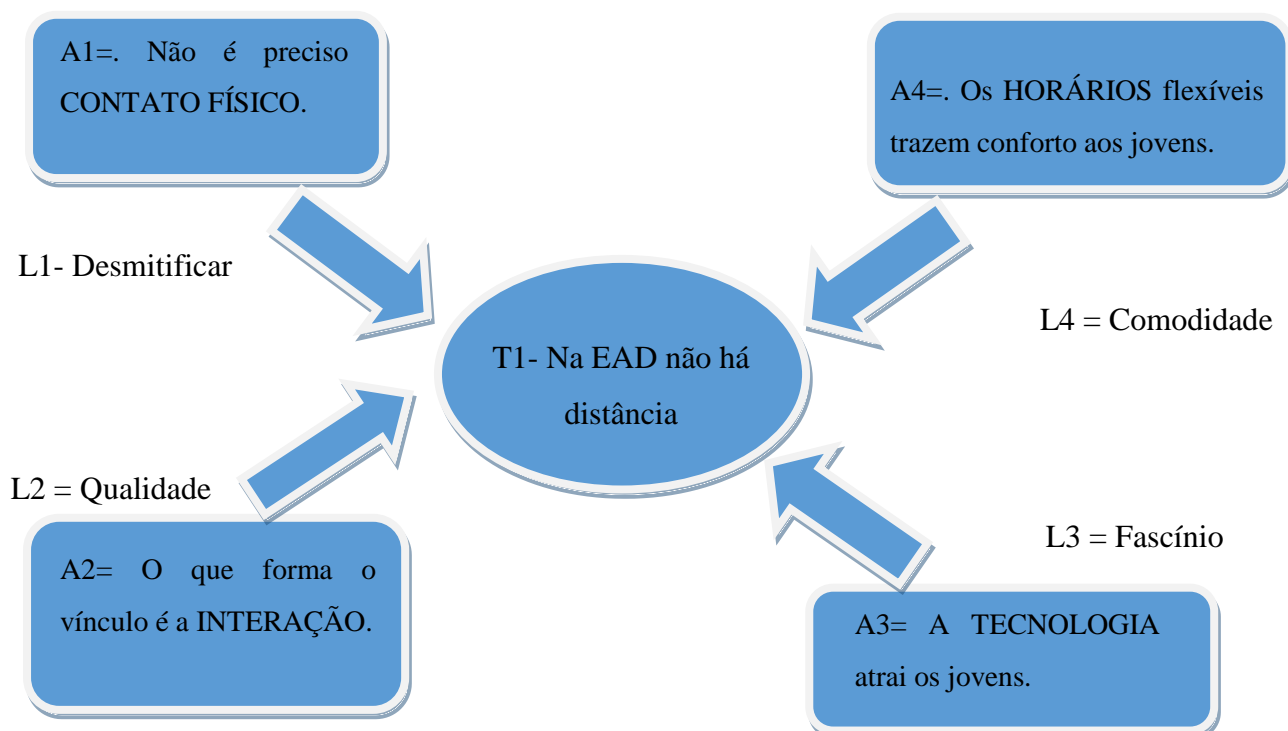 A1=. Não é preciso
CONTATO FÍSICO.
A4=. Os HORÁRIOS flexíveis
trazem conforto aos jovens.
L1- Desmitificar
L4 = Comodidade
T1- Na EAD não há
distância
L2 = Qualidade
L3 = Fascínio
A2= O que forma o
vínculo é a INTERAÇÃO.
A3= A TECNOLOGIA
atrai os jovens.